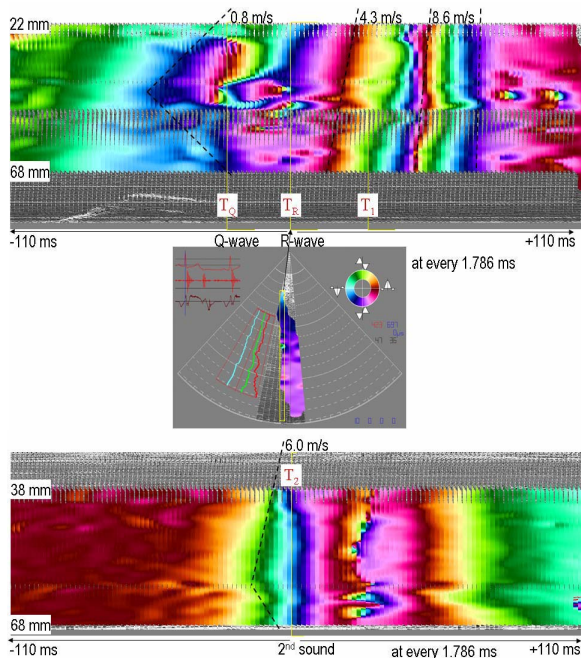 0.8 m/s 4.3 m/s 8.6 m/s
22 mm
68 mm
TQ TR T1
-110 ms Q-wave R-wave +110 ms
at every 1.786 ms
6.0 m/s
T2
38 mm
68 mm
-110 ms 2nd sound at every 1.786 ms